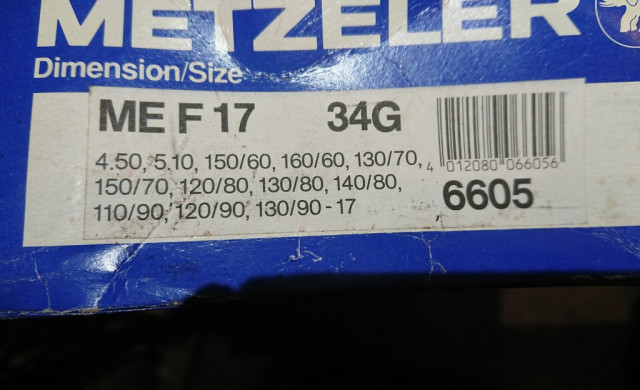 METZELER
Dimension/Size
ME F 17 34G
4.50, 5.10, 150/60, 160/60, 130/70,
150/70, 120/80, 130/80, 140/80,
110/90, 120/90, 130/90 - 17
4 012080 066056
6605